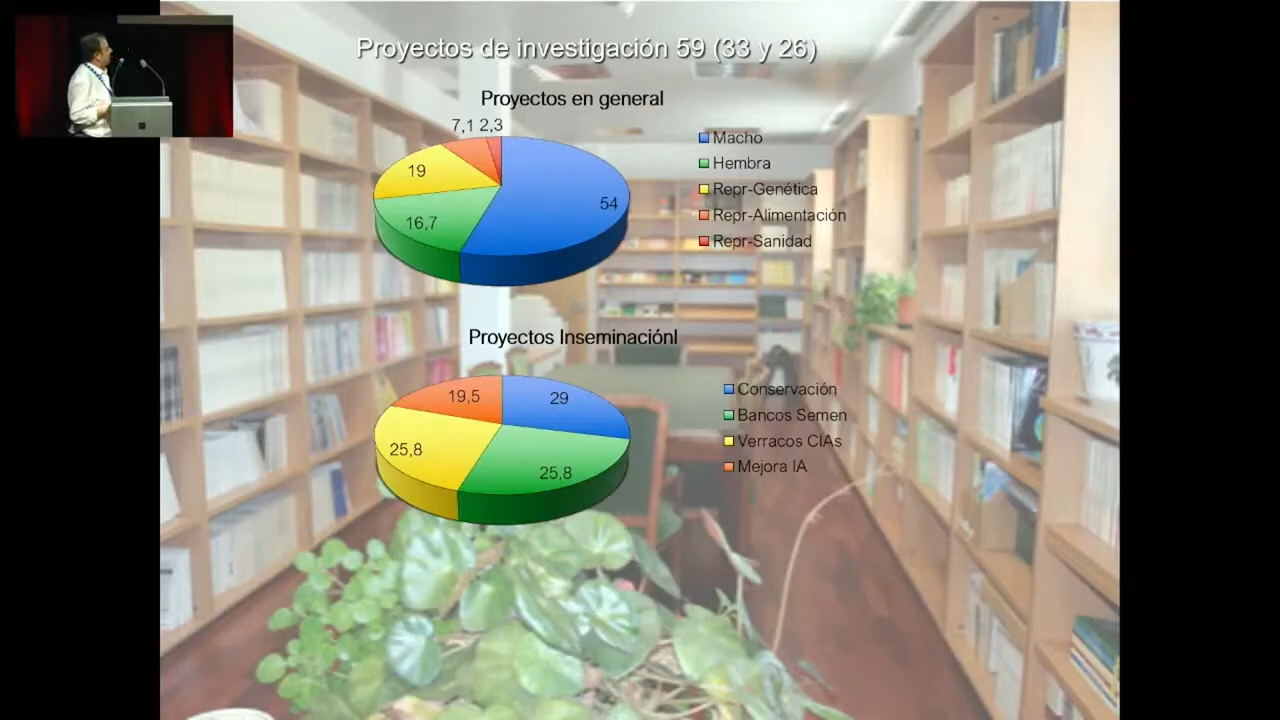 Proyectos de investigación 59 (33 y 26)
Proyectos en general
7,1 2,3
19
54
16,7
Macho
Hembra
Repr-Genética
Repr-Alimentación
Repr-Sanidad
Proyectos Inseminaciónl
19,5
29
25,8
25,8
Conservación
Bancos Semen
Verracos CIAs
Mejora IA